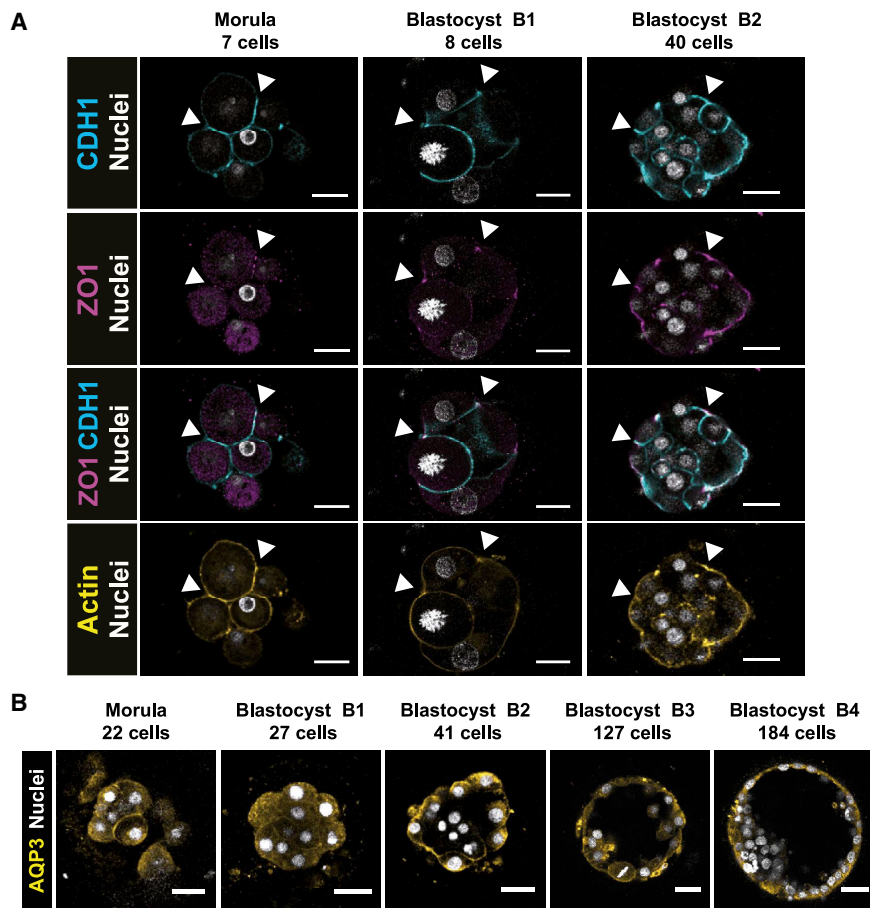 A
Morula
7 cells
Blastocyst B1
8 cells
Blastocyst B2
40 cells
CDH1
Nuclei
ZO1
Nuclei
ZO1 CDH1
Nuclei
Actin
Nuclei
B
Morula
22 cells
Blastocyst B1
27 cells
Blastocyst B2
41 cells
Blastocyst B3
127 cells
Blastocyst B4
184 cells
AQP3 Nuclei